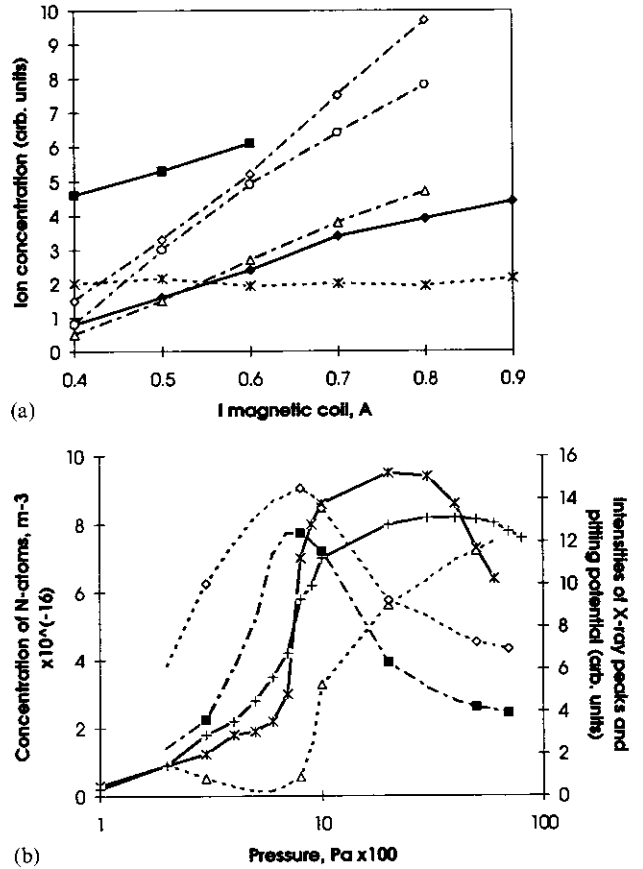 10
9
8
7
6
5
4
3
2
1
0
Ion concentration (arb. units)
0.4 0.5 0.6 0.7 0.8 0.9
(a)
I magnetic coil, A
10
8
6
4
2
0
Concentration of N-atoms, m-3
x10^(-16)
16
14
12
10
8
6
4
2
0
intensities of X-ray peaks and
pitting potential (arb. units)
1 10 100
(b)
Pressure, Pa x100